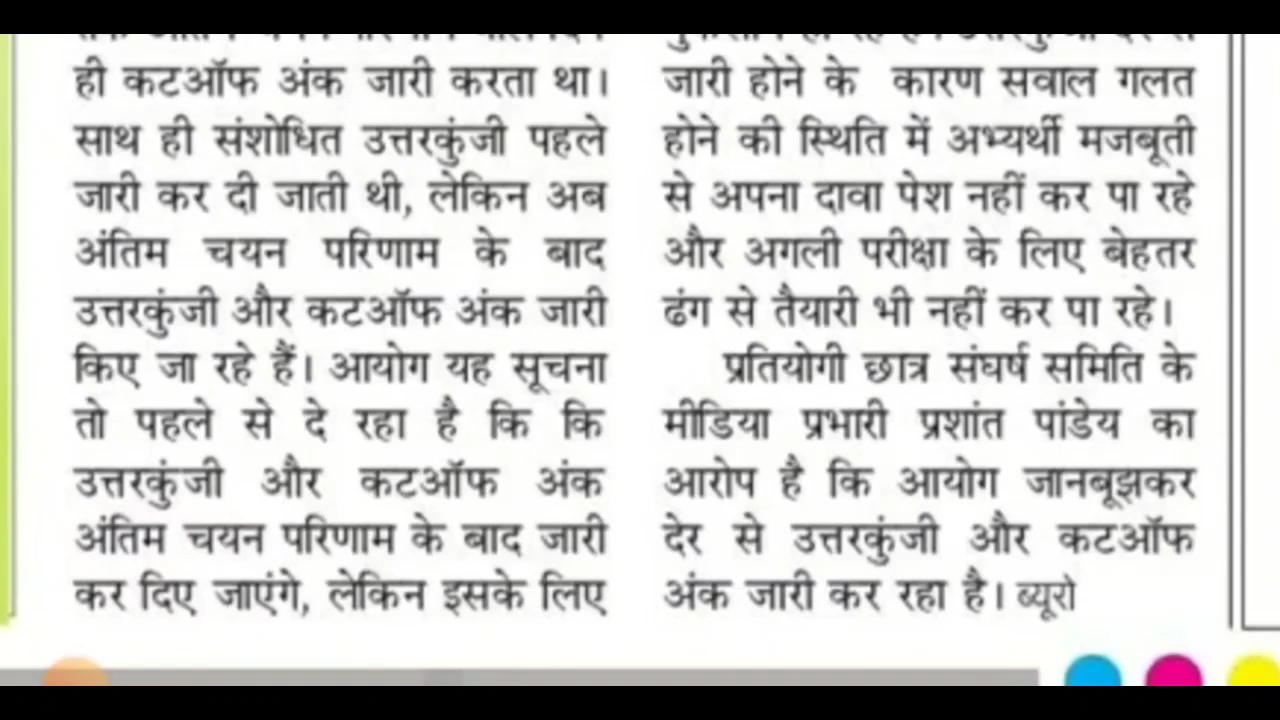 ही कटऑफ अंक जारी करता था।
साथ ही संशोधित उत्तरकुंजी पहले
जारी कर दी जाती थी, लेकिन अब
अंतिम चयन परिणाम के बाद
उत्तरकुंजी और कटऑफ अंक जारी
किए जा रहे हैं। आयोग यह सूचना
तो पहले से दे रहा है कि कि
उत्तरकुंजी और कटऑफ अंक
अंतिम चयन परिणाम के बाद जारी
कर दिए जाएंगे, लेकिन इसके लिए
जारी होने के कारण सवाल गलत
होने की स्थिति में अभ्यर्थी मजबूती
से अपना दावा पेश नहीं कर पा रहे
और अगली परीक्षा के लिए बेहतर
ढंग से तैयारी भी नहीं कर पा रहे।
प्रतियोगी छात्र संघर्ष समिति के
मीडिया प्रभारी प्रशांत पांडेय का
आरोप है कि आयोग जानबूझकर
देर से उत्तरकुंजी और कटऑफ
अंक जारी कर रहा है। ब्यूरो